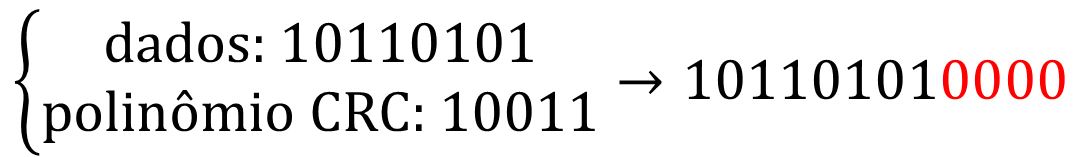 dados: 10110101
polinômio CRC: 10011
→ 101101010000